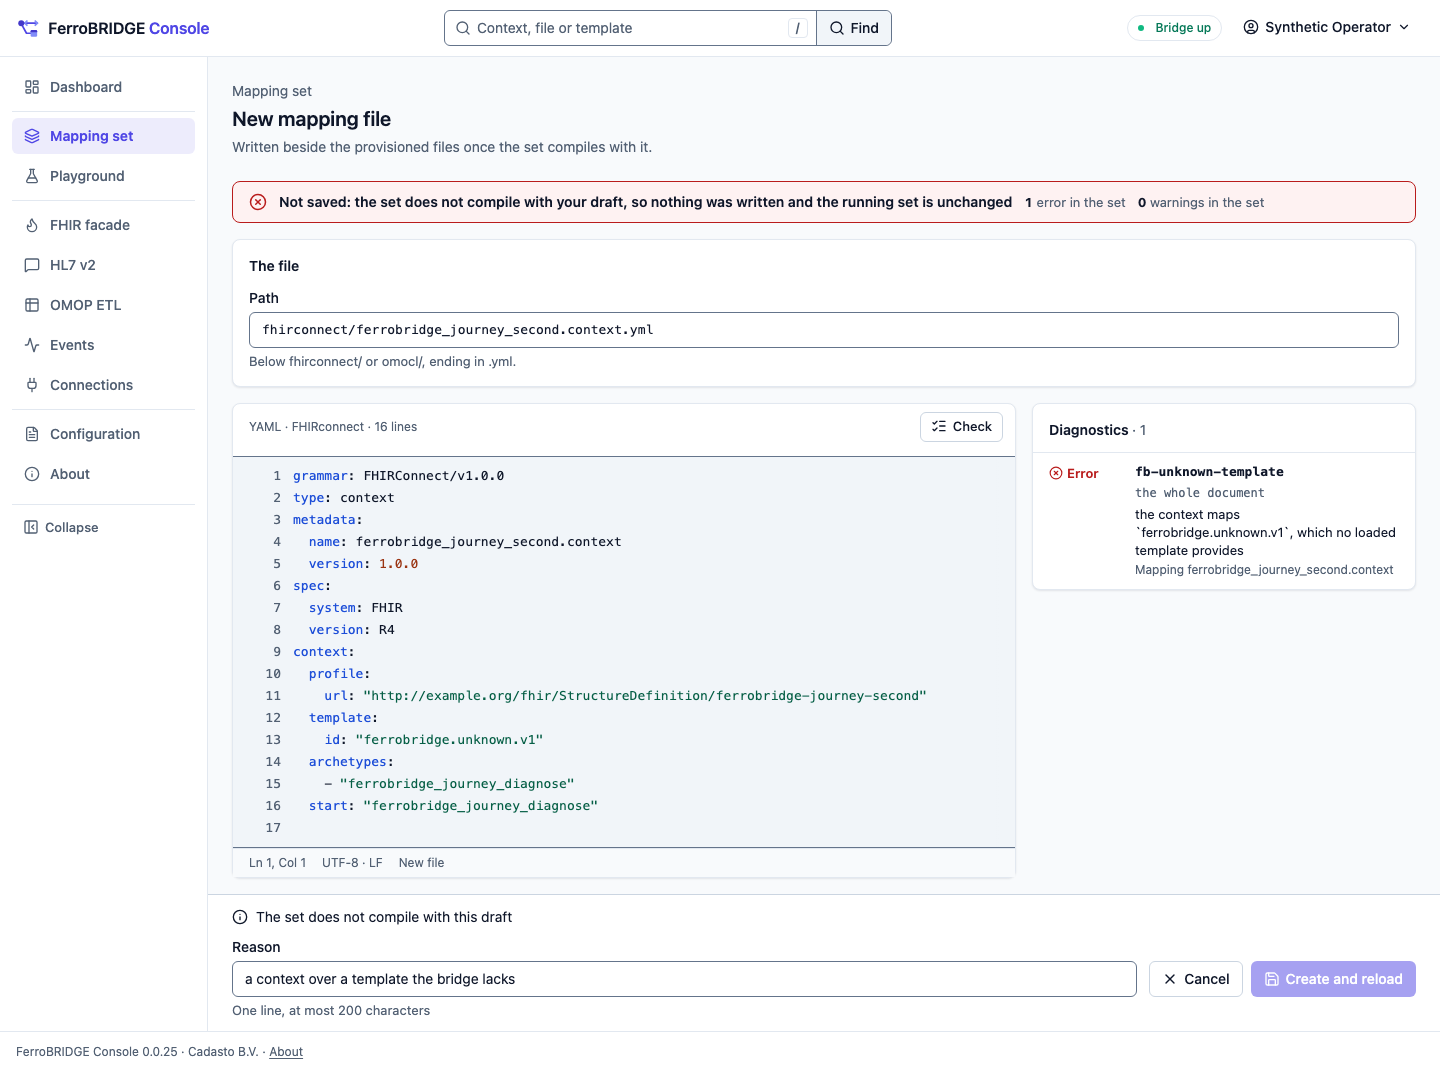 FerroBRIDGE Console
Context, file or template
/
Find
Bridge up
Synthetic Operator
Dashboard
Mapping set
Playground
FHIR facade
HL7 v2
OMOP ETL
Events
Connections
Configuration
About
Collapse
Mapping set
New mapping file
Written beside the provisioned files once the set compiles with it.
Not saved: the set does not compile with your draft, so nothing was written and the running set is unchanged 1 error in the set 0 warnings in the set
The file
Path
fhirconnect/ferrobridge_journey_second.context.yml
Below fhirconnect/ or omocl/, ending in .yml.
YAML · FHIRconnect · 16 lines
Check
1 grammar: FHIRConnect/v1.0.0
2 type: context
3 metadata:
4   name: ferrobridge_journey_second.context
5   version: 1.0.0
6 spec:
7   system: FHIR
8   version: R4
9 context:
10   profile:
11     url: "http://example.org/fhir/StructureDefinition/ferrobridge-journey-second"
12   template:
13     id: "ferrobridge.unknown.v1"
14   archetypes:
15     - "ferrobridge_journey_diagnose"
16   start: "ferrobridge_journey_diagnose"
17
Ln 1, Col 1 UTF-8 · LF New file
Diagnostics · 1
Error
fb-unknown-template
the whole document
the context maps
`ferrobridge.unknown.v1`, which no loaded
template provides
Mapping ferrobridge_journey_second.context
The set does not compile with this draft
Reason
a context over a template the bridge lacks
Cancel
Create and reload
One line, at most 200 characters
FerroBRIDGE Console 0.0.25 · Cadasto B.V. · About